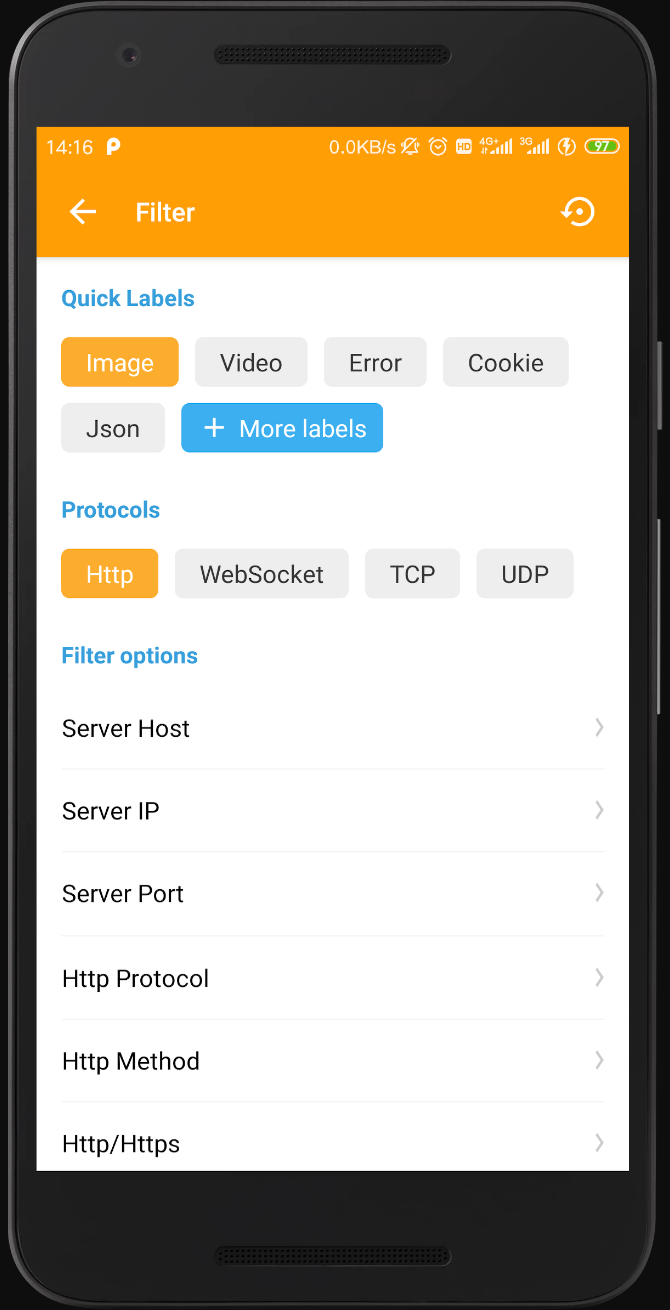 14:16 0.0KB/s HD 4G+ 3G 97
Filter
Quick Labels
Image Video Error Cookie
Json + More labels
Protocols
Http WebSocket TCP UDP
Filter options
Server Host
Server IP
Server Port
Http Protocol
Http Method
Http/Https